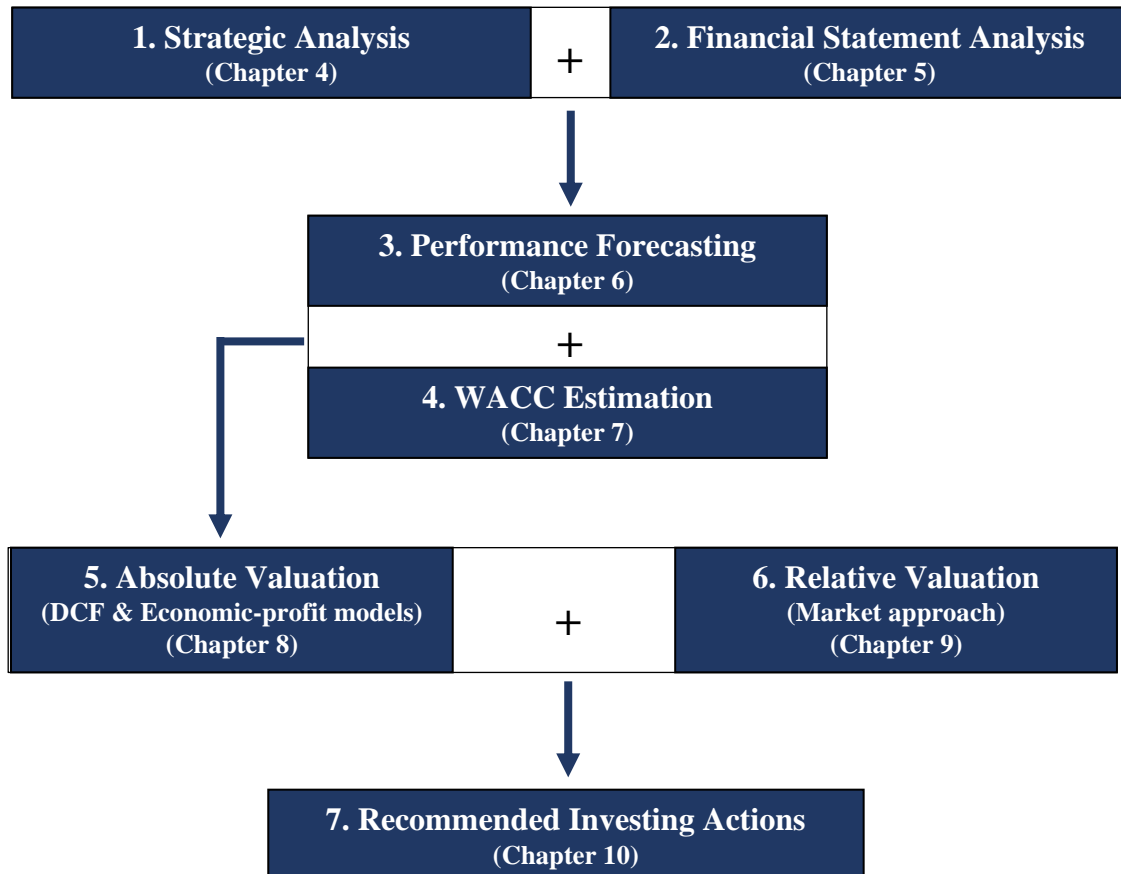 1. Strategic Analysis
(Chapter 4)
+
2. Financial Statement Analysis
(Chapter 5)
3. Performance Forecasting
(Chapter 6)
+
4. WACC Estimation
(Chapter 7)
5. Absolute Valuation
(DCF & Economic-profit models)
(Chapter 8)
+
6. Relative Valuation
(Market approach)
(Chapter 9)
7. Recommended Investing Actions
(Chapter 10)